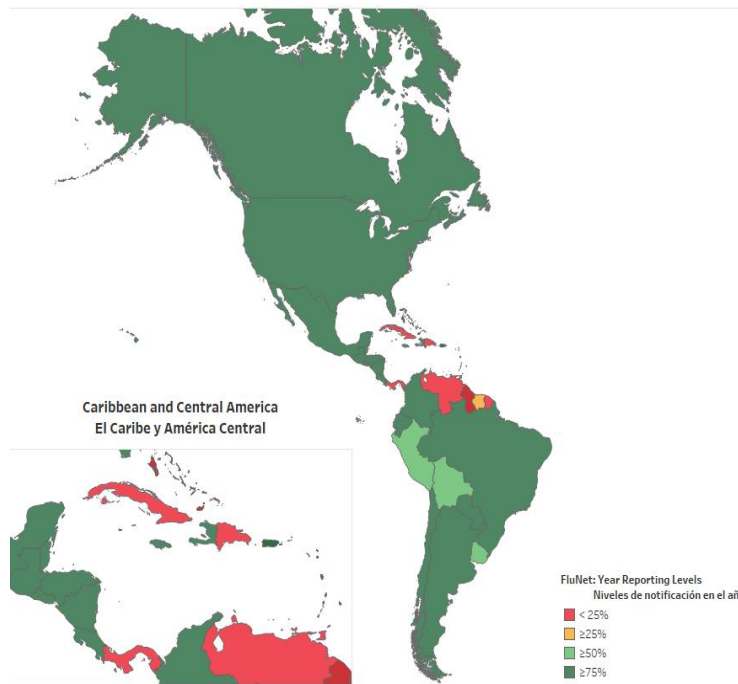 Caribbean and Central America
El Caribe y América Central
FluNet: Year Reporting Levels
Niveles de notificación en el añ
< 25%
≥25%
≥50%
≥75%